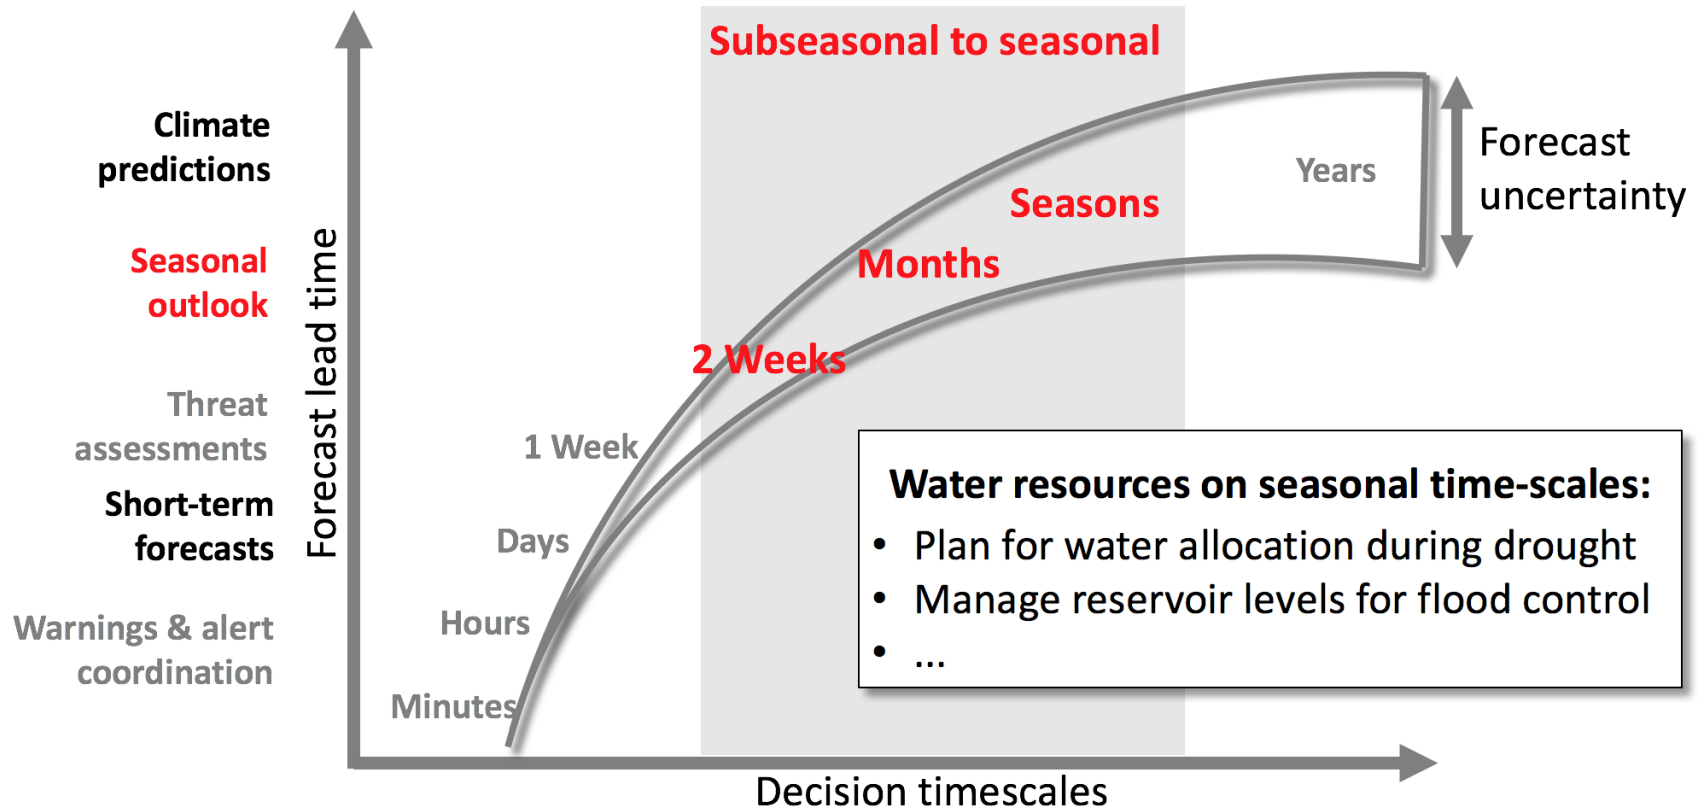 Subseasonal to seasonal
Climate
predictions
Seasonal
outlook
Threat
assessments
Short-term
forecasts
Warnings & alert
coordination
Forecast lead time
Minutes
Hours
Days
1 Week
2 Weeks
Months
Seasons
Years
Forecast
uncertainty
Water resources on seasonal time-scales:
• Plan for water allocation during drought
• Manage reservoir levels for flood control
• ...
Decision timescales